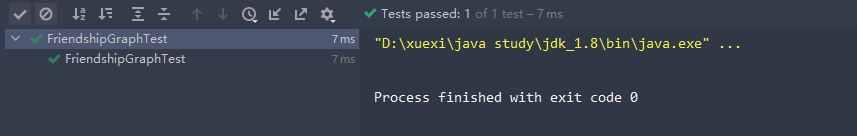 Tests passed: 1 of 1 test – 7 ms
FriendshipGraphTest 7 ms
FriendshipGraphTest 7 ms
"D:\xuexi\java study\jdk_1.8\bin\java.exe" ...
Process finished with exit code 0